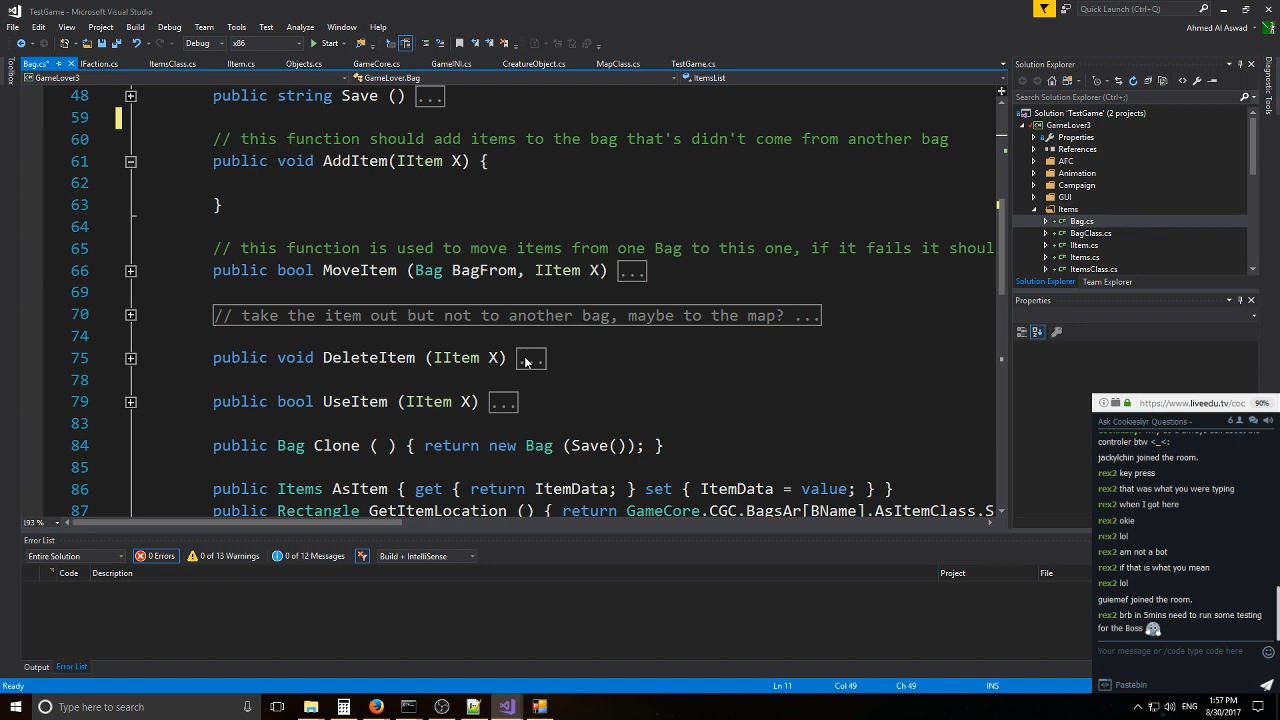 TestGame - Microsoft Visual Studio
Quick Launch (Ctrl+Q)
File Edit View Project Build Debug Team Tools Test Analyze Window Help
Ahmed Al Aswad
Debug x86 Start
Bag.cs* IFaction.cs ItemsClass.cs IItem.cs Objects.cs GameCore.cs GameINI.cs CreatureObject.cs MapClass.cs TestGame.cs
GameLover3 GameLover.Bag ItemsList
Toolbox
48 public string Save () ...
59
60 // this function should add items to the bag that's didn't come from another bag
61 public void AddItem(IItem X) {
62
63 }
64
65 // this function is used to move items from one Bag to this one, if it fails it shoul
66 public bool MoveItem (Bag BagFrom, IItem X) ...
69
70 // take the item out but not to another bag, maybe to the map? ...
74
75 public void DeleteItem (IItem X) ...
78
79 public bool UseItem (IItem X) ...
83
84 public Bag Clone ( ) { return new Bag (Save()); }
85
86 public Items AsItem { get { return ItemData; } set { ItemData = value; } }
87 public Rectangle GetItemLocation () { return GameCore.CGC.BagsAr[BName].AsItemClass.S
193 %
Solution Explorer
Search Solution Explorer (Ctrl+;)
Solution 'TestGame' (2 projects)
GameLover3
Properties
References
AFC
Animation
Campaign
GUI
Items
Bag.cs
BagClass.cs
IItem.cs
Items.cs
ItemsClass.cs
Solution Explorer Team Explorer
Properties
Diagnostic Tools
Error List
Entire Solution 0 Errors 0 of 13 Warnings 0 of 12 Messages Build + IntelliSense
Code Description Project File
Output Error List
Ready Ln 11 Col 49 Ch 49 INS
https://www.liveedu.tv/coc 90%
Ask Cookiesliyr Questions - 6
controler btw <_<:
jackylchin joined the room.
rex2 key press
rex2 that was what you were typing
rex2 when I got here
rex2 okie
rex2 lol
rex2 am not a bot
rex2 if that is what you mean
rex2 lol
guiemef joined the room.
rex2 brb in 5mins need to run some testing
for the Boss
Your message or /code type code here
Pastebin
Type here to search
ENG
1:57 PM
8/30/2017